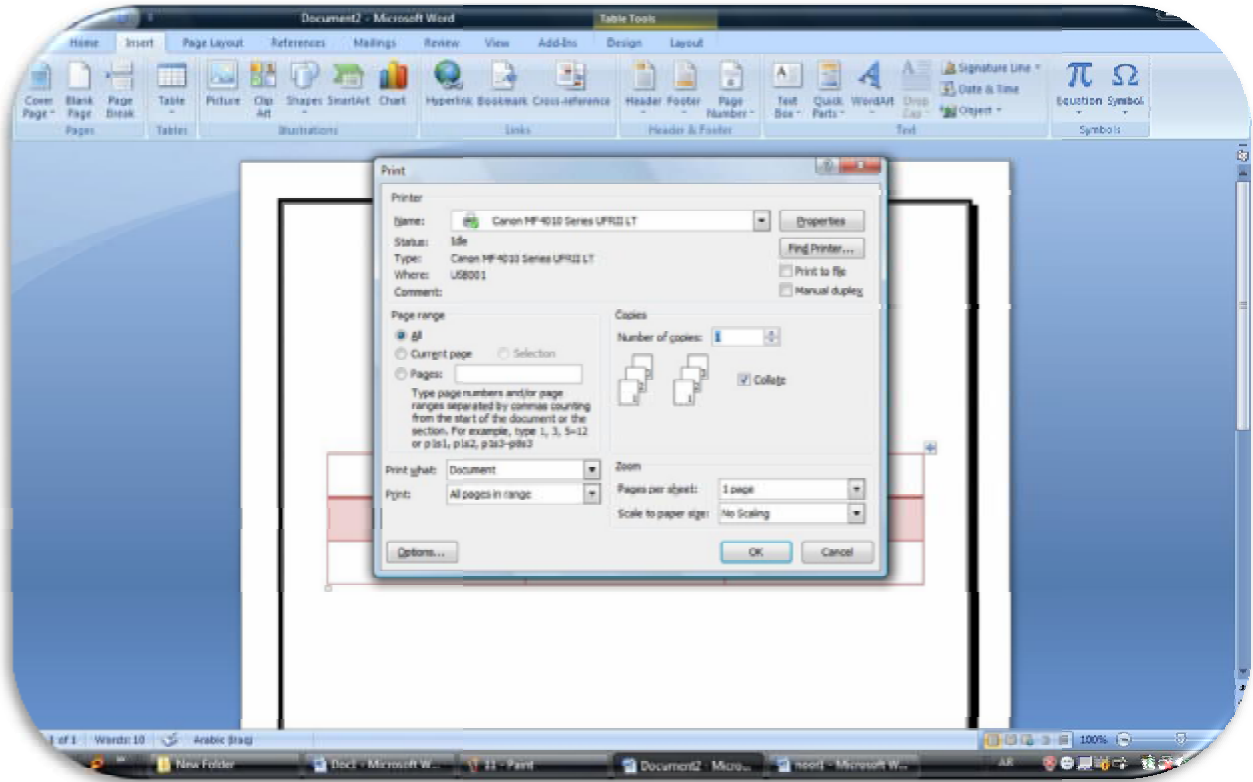 Document2 - Microsoft Word Table Tools
Home Insert Page Layout References Mailings Review View Add-Ins Design Layout
Cover Page Blank Page Page Break Table Picture Clip Art Shapes SmartArt Chart Hyperlink Bookmark Cross-reference Header Footer Page Number Text Box Quick Parts WordArt Drop Cap Signature Line Equation Symbol
Date & Time
Object
Pages Tables Illustrations Links Header & Footer Text Symbols
Print
Printer
Name: Canon MF4010 Series UFRII LT Properties
Status: Idle Find Printer...
Type: Canon MF4010 Series UFRII LT
Where: USB001 Print to file
Comment: Manual duplex
Page range Copies
All Number of copies: 1
Current page Selection
Pages: Collate
Type page numbers and/or page
ranges separated by commas counting
from the start of the document or the
section. For example, type 1, 3, 5–12
or p1s1, p1s2, p1s3–p8s3
Print what: Document Zoom
Print: All pages in range Pages per sheet: 1 page
Scale to paper size: No Scaling
Options... OK Cancel
1 of 1 Words: 10 Arabic (Iraq) 100%
New Folder Doc1 - Microsoft W... 11 - Paint Document2 - Micro... noor1 - Microsoft W... AR